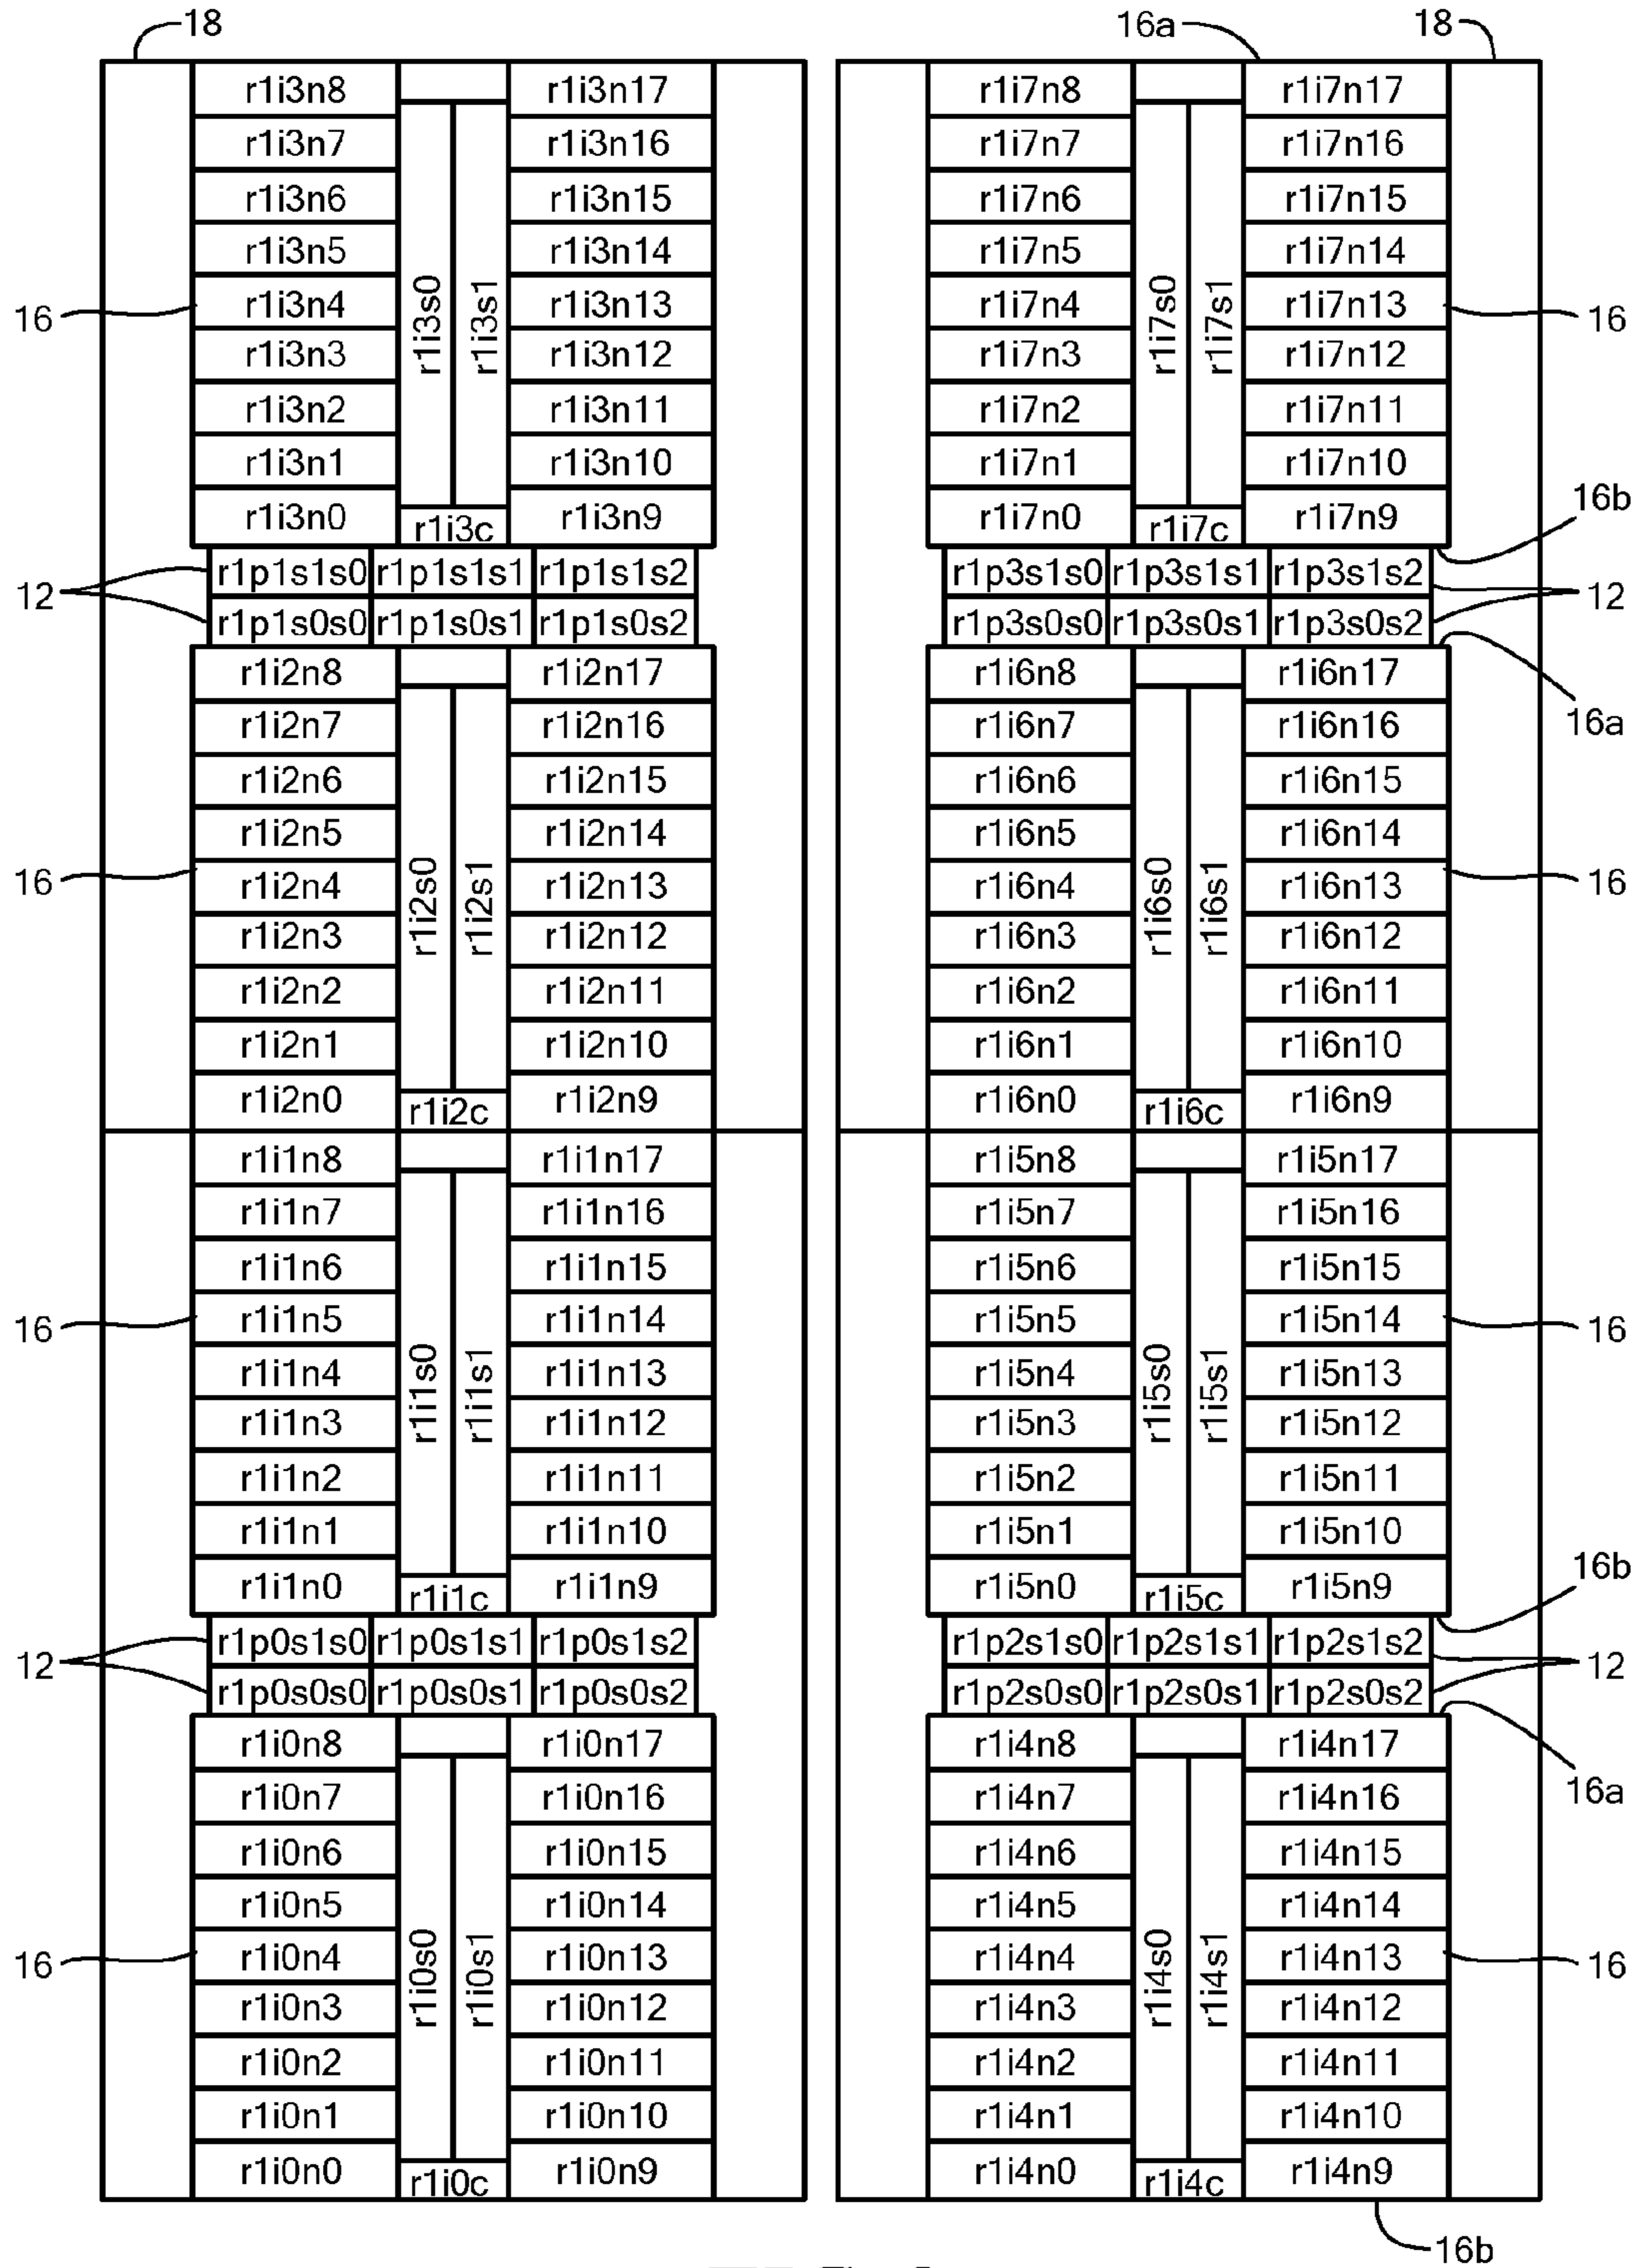 18 16a 18
r1i3n8 r1i3n17 r1i7n8 r1i7n17
r1i3n7 r1i3n16 r1i7n7 r1i7n16
r1i3n6 r1i3n15 r1i7n6 r1i7n15
r1i3n5 r1i3n14 r1i7n5 r1i7n14
16 r1i3n4 r1i3s0 r1i3s1 r1i3n13 r1i7n4 r1i7s0 r1i7s1 r1i7n13 16
r1i3n3 r1i3n12 r1i7n3 r1i7n12
r1i3n2 r1i3n11 r1i7n2 r1i7n11
r1i3n1 r1i3n10 r1i7n1 r1i7n10
r1i3n0 r1i3c r1i3n9 r1i7n0 r1i7c r1i7n9 16b
r1p1s1s0 r1p1s1s1 r1p1s1s2 r1p3s1s0 r1p3s1s1 r1p3s1s2
12 12
r1p1s0s0 r1p1s0s1 r1p1s0s2 r1p3s0s0 r1p3s0s1 r1p3s0s2
r1i2n8 r1i2n17 r1i6n8 r1i6n17
r1i2n7 r1i2n16 r1i6n7 r1i6n16 16a
r1i2n6 r1i2n15 r1i6n6 r1i6n15
r1i2n5 r1i2n14 r1i6n5 r1i6n14
16 r1i2n4 r1i2s0 r1i2s1 r1i2n13 r1i6n4 r1i6s0 r1i6s1 r1i6n13 16
r1i2n3 r1i2n12 r1i6n3 r1i6n12
r1i2n2 r1i2n11 r1i6n2 r1i6n11
r1i2n1 r1i2n10 r1i6n1 r1i6n10
r1i2n0 r1i2c r1i2n9 r1i6n0 r1i6c r1i6n9
r1i1n8 r1i1n17 r1i5n8 r1i5n17
r1i1n7 r1i1n16 r1i5n7 r1i5n16
r1i1n6 r1i1n15 r1i5n6 r1i5n15
16 r1i1n5 r1i1n14 r1i5n5 r1i5n14 16
r1i1n4 r1i1s0 r1i1s1 r1i1n13 r1i5n4 r1i5s0 r1i5s1 r1i5n13
r1i1n3 r1i1n12 r1i5n3 r1i5n12
r1i1n2 r1i1n11 r1i5n2 r1i5n11
r1i1n1 r1i1n10 r1i5n1 r1i5n10
r1i1n0 r1i1c r1i1n9 r1i5n0 r1i5c r1i5n9 16b
r1p0s1s0 r1p0s1s1 r1p0s1s2 r1p2s1s0 r1p2s1s1 r1p2s1s2
12 12
r1p0s0s0 r1p0s0s1 r1p0s0s2 r1p2s0s0 r1p2s0s1 r1p2s0s2
r1i0n8 r1i0n17 r1i4n8 r1i4n17
r1i0n7 r1i0n16 r1i4n7 r1i4n16 16a
r1i0n6 r1i0n15 r1i4n6 r1i4n15
r1i0n5 r1i0n14 r1i4n5 r1i4n14
16 r1i0n4 r1i0s0 r1i0s1 r1i0n13 r1i4n4 r1i4s0 r1i4s1 r1i4n13 16
r1i0n3 r1i0n12 r1i4n3 r1i4n12
r1i0n2 r1i0n11 r1i4n2 r1i4n11
r1i0n1 r1i0n10 r1i4n1 r1i4n10
r1i0n0 r1i0c r1i0n9 r1i4n0 r1i4c r1i4n9
16b